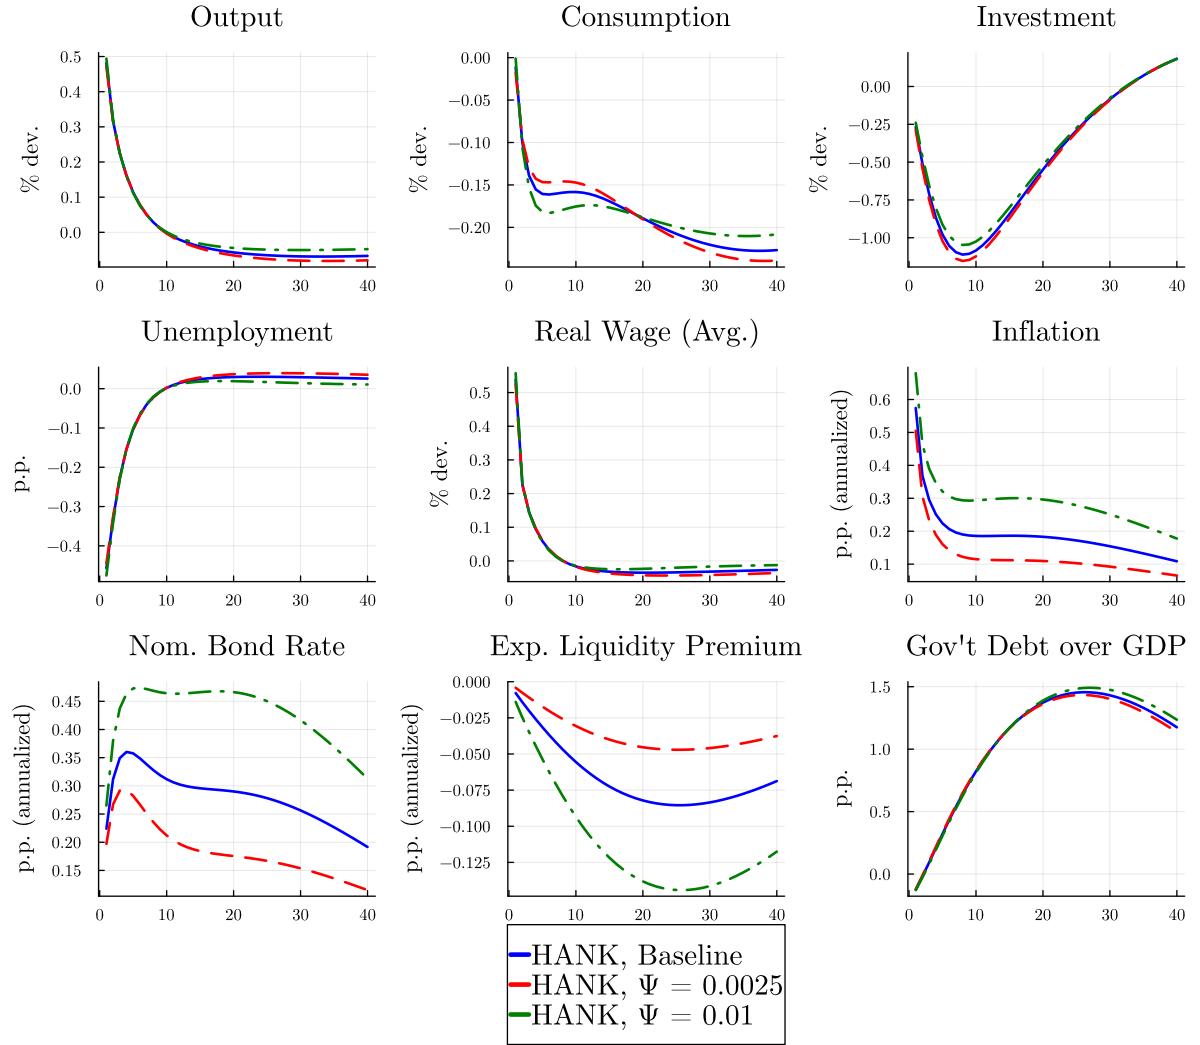 Output
Consumption
Investment
% dev.
0.5
0.4
0.3
0.2
0.1
0.0
0 10 20 30 40
% dev.
0.00
−0.05
−0.10
−0.15
−0.20
0 10 20 30 40
% dev.
0.00
−0.25
−0.50
−0.75
−1.00
0 10 20 30 40
Unemployment
Real Wage (Avg.)
Inflation
p.p.
0.0
−0.1
−0.2
−0.3
−0.4
0 10 20 30 40
% dev.
0.5
0.4
0.3
0.2
0.1
0.0
0 10 20 30 40
p.p. (annualized)
0.6
0.5
0.4
0.3
0.2
0.1
0 10 20 30 40
Nom. Bond Rate
Exp. Liquidity Premium
Gov't Debt over GDP
p.p. (annualized)
0.45
0.40
0.35
0.30
0.25
0.20
0.15
0 10 20 30 40
p.p. (annualized)
0.000
−0.025
−0.050
−0.075
−0.100
−0.125
0 10 20 30 40
p.p.
1.5
1.0
0.5
0.0
0 10 20 30 40
HANK, Baseline
HANK, Ψ = 0.0025
HANK, Ψ = 0.01